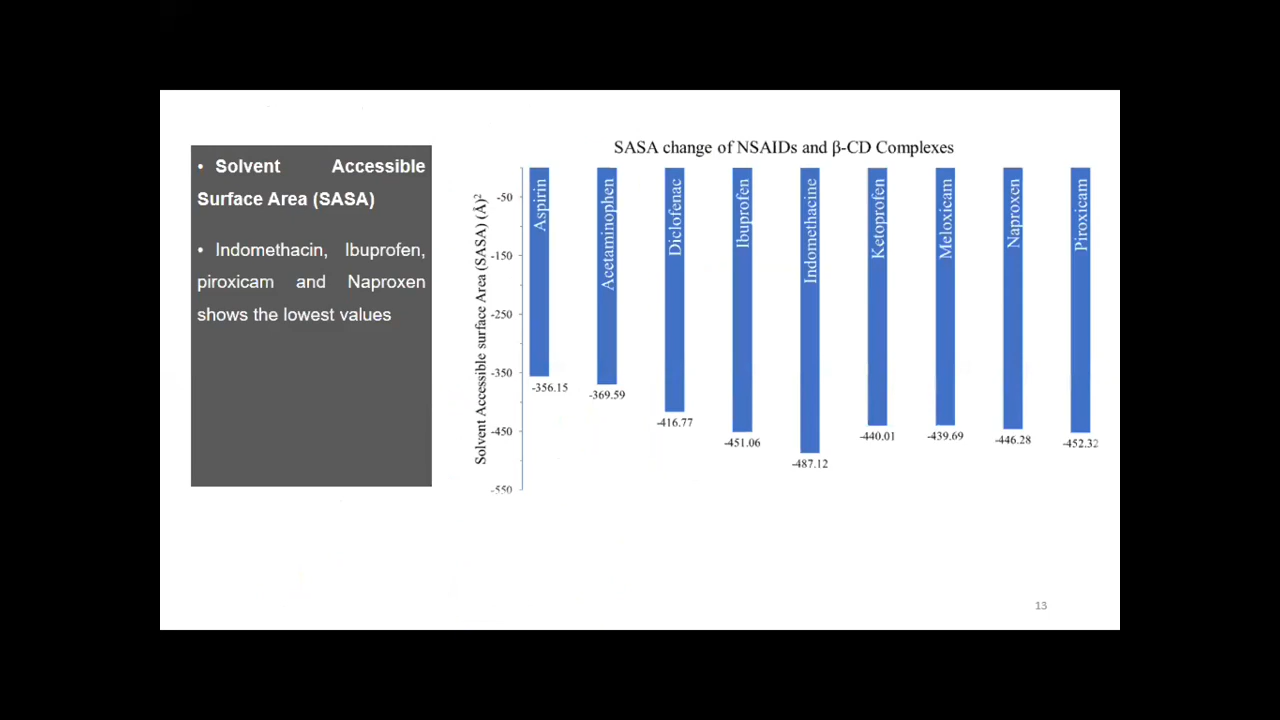 • Solvent Accessible
Surface Area (SASA)
• Indomethacin, Ibuprofen,
piroxicam and Naproxen
shows the lowest values
SASA change of NSAIDs and β-CD Complexes
Solvent Accessible surface Area (SASA) (Å)²
-50
-150
-250
-350
-450
-550
Aspirin
Acetaminophen
Diclofenac
Ibuprofen
Indomethacine
Ketoprofen
Meloxicam
Naproxen
Piroxicam
-356.15
-369.59
-416.77
-451.06
-487.12
-440.01
-439.69
-446.28
-452.32
13